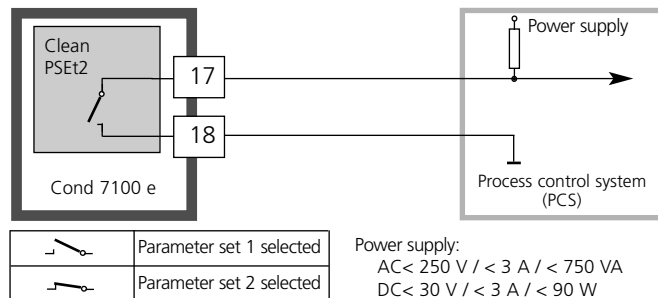 Clean
PSEt2
17
18
Cond 7100 e
Power supply
Process control system
(PCS)
Parameter set 1 selected
Parameter set 2 selected
Power supply:
AC< 250 V / < 3 A / < 750 VA
DC< 30 V / < 3 A / < 90 W